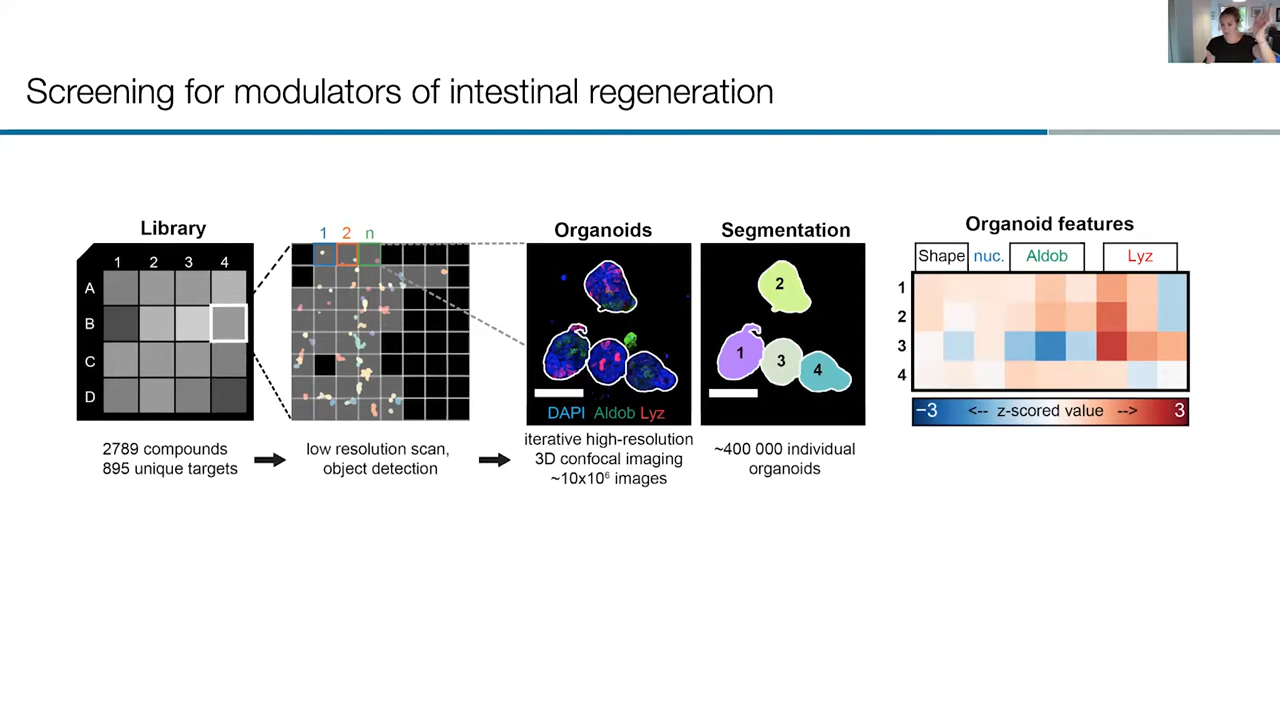 Screening for modulators of intestinal regeneration
Library
1 2 3 4
A
B
C
D
2789 compounds
895 unique targets
1 2 n
low resolution scan,
object detection
Organoids
DAPI Aldob Lyz
iterative high-resolution
3D confocal imaging
~10x10⁶ images
Segmentation
2
1
3
4
~400 000 individual
organoids
Organoid features
Shape nuc. Aldob Lyz
1
2
3
4
−3 <-- z-scored value --> 3